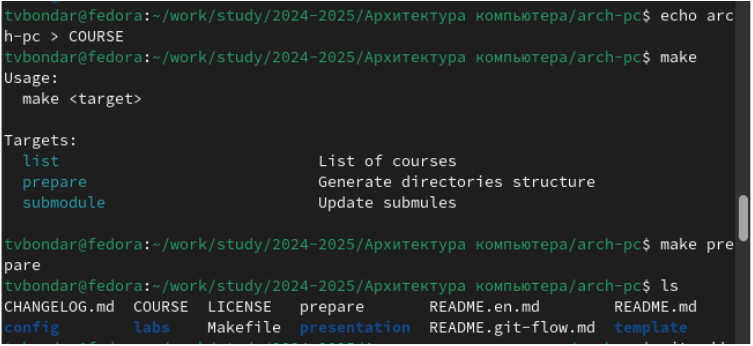 tvbondar@fedora:~/work/study/2024-2025/Архитектура компьютера/arch-pc$ echo arc
h-pc > COURSE
tvbondar@fedora:~/work/study/2024-2025/Архитектура компьютера/arch-pc$ make
Usage:
  make <target>

Targets:
  list                            List of courses
  prepare                         Generate directories structure
  submodule                       Update submules

tvbondar@fedora:~/work/study/2024-2025/Архитектура компьютера/arch-pc$ make pre
pare
tvbondar@fedora:~/work/study/2024-2025/Архитектура компьютера/arch-pc$ ls
CHANGELOG.md  COURSE  LICENSE   prepare       README.en.md        README.md
config        labs    Makefile  presentation  README.git-flow.md  template